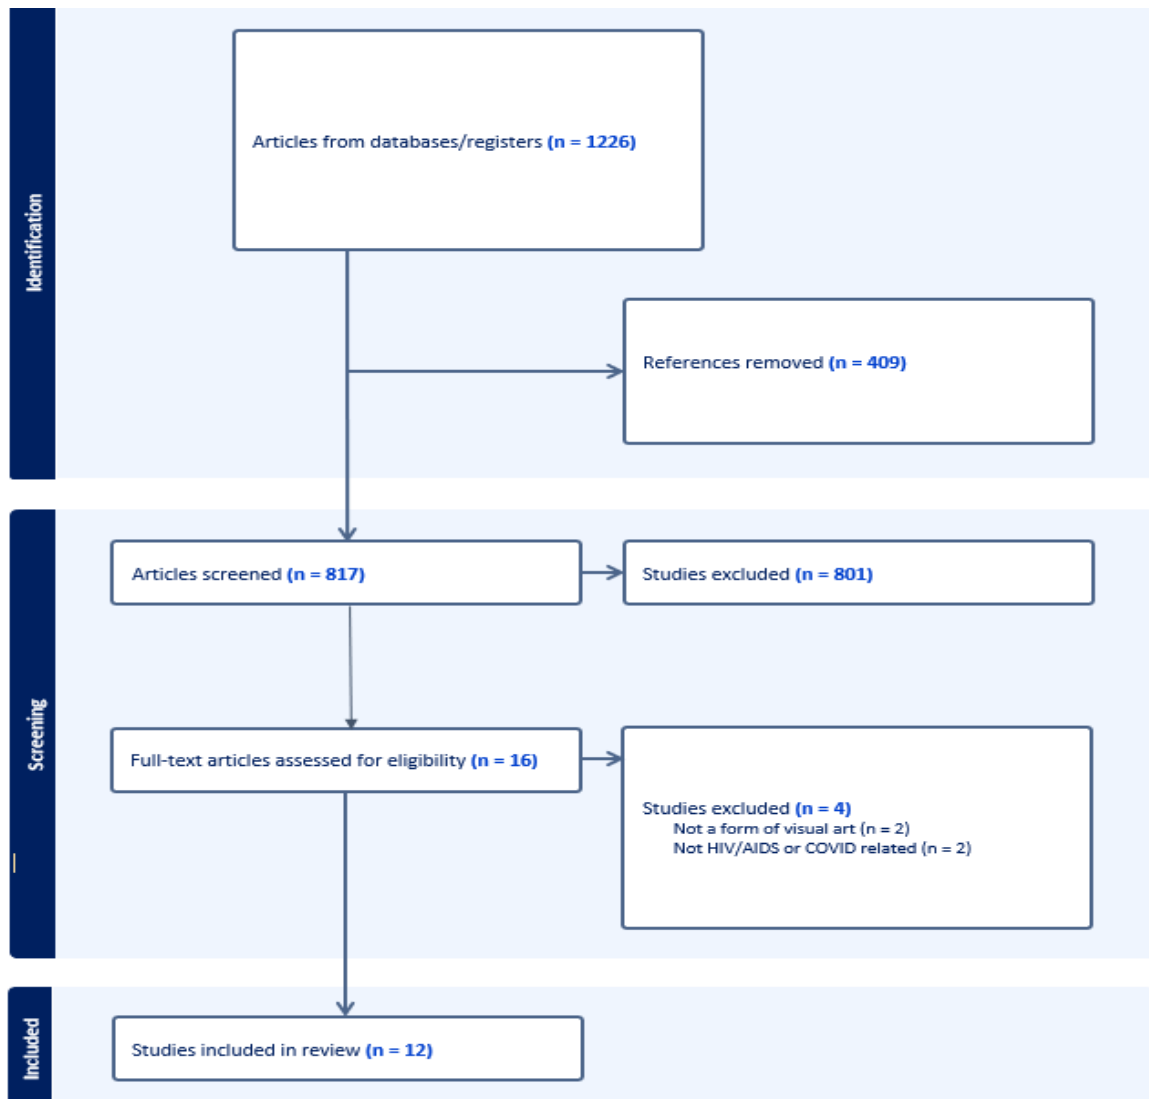 Identification
Articles from databases/registers (n = 1226)
References removed (n = 409)
Screening
Articles screened (n = 817)
Studies excluded (n = 801)
Full-text articles assessed for eligibility (n = 16)
Studies excluded (n = 4)
Not a form of visual art (n = 2)
Not HIV/AIDS or COVID related (n = 2)
Included
Studies included in review (n = 12)